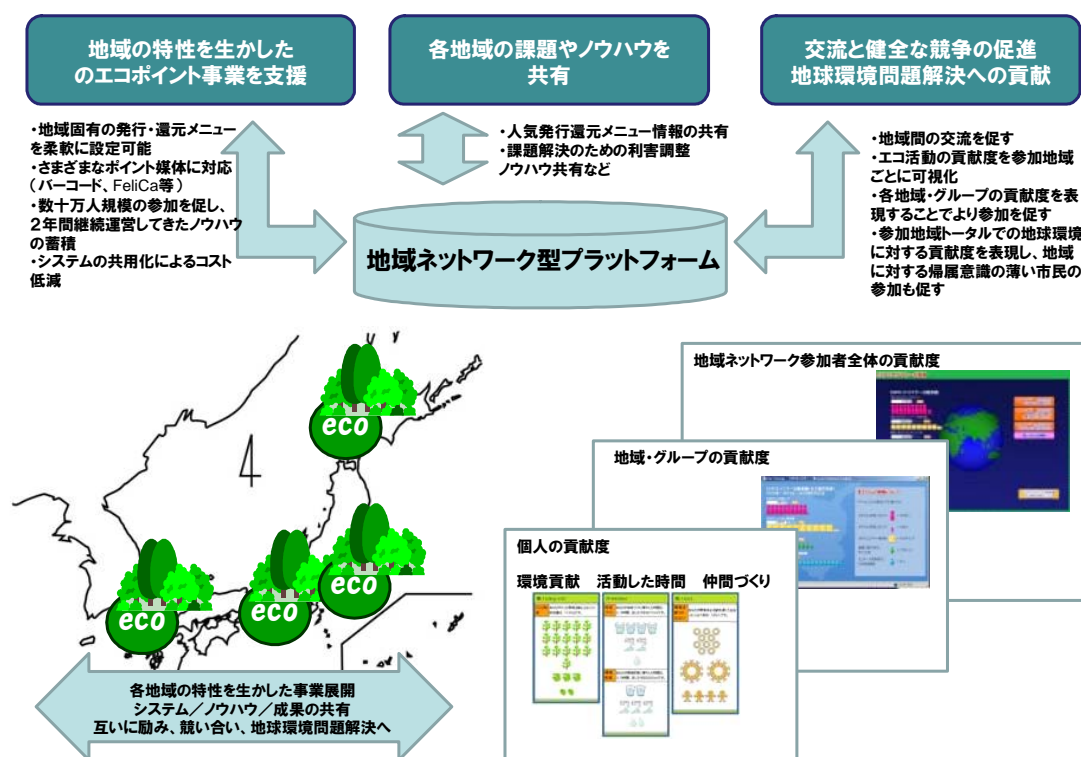 地域の特性を生かした
のエコポイント事業を支援
各地域の課題やノウハウを
共有
交流と健全な競争の促進
地球環境問題解決への貢献
・地域固有の発行・還元メニュー
を柔軟に設定可能
・さまざまなポイント媒体に対応
（バーコード、FeliCa等）
・数十万人規模の参加を促し、
２年間継続運営してきたノウハウ
の蓄積
・システムの共用化によるコスト
低減
・人気発行還元メニュー情報の共有
・課題解決のための利害調整
ノウハウ共有など
・地域間の交流を促す
・エコ活動の貢献度を参加地域
ごとに可視化
・各地域・グループの貢献度を表
現することでより参加を促す
・参加地域トータルでの地球環境
に対する貢献度を表現し、地域
に対する帰属意識の薄い市民の
参加も促す
地域ネットワーク型プラットフォーム
eco
eco
eco
eco
4
地域ネットワーク参加者全体の貢献度
地域・グループの貢献度
個人の貢献度
環境貢献　活動した時間　仲間づくり
各地域の特性を生かした事業展開
システム／ノウハウ／成果の共有
互いに励み、競い合い、地球環境問題解決へ